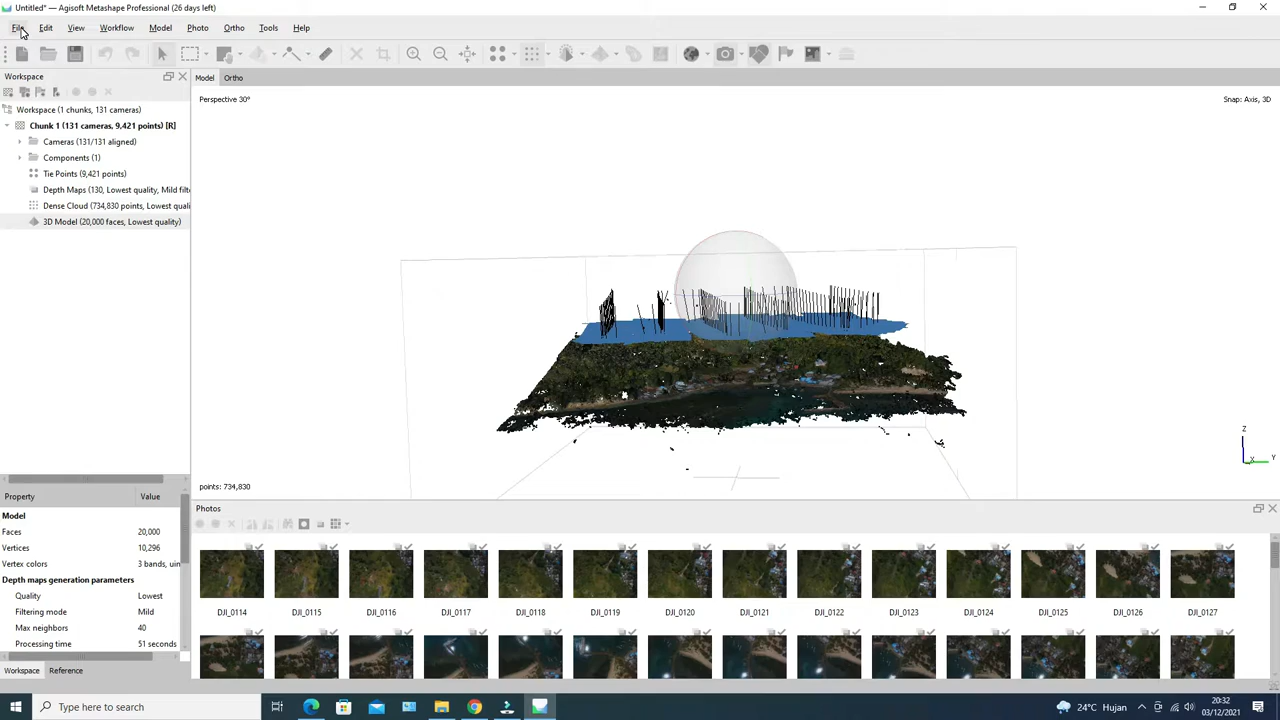 Untitled* — Agisoft Metashape Professional (26 days left)
File Edit View Workflow Model Photo Ortho Tools Help
Workspace
Model Ortho
Perspective 30°
Snap: Axis, 3D
Workspace (1 chunks, 131 cameras)
Chunk 1 (131 cameras, 9,421 points) [R]
Cameras (131/131 aligned)
Components (1)
Tie Points (9,421 points)
Depth Maps (130, Lowest quality, Mild filte
Dense Cloud (734,830 points, Lowest quali
3D Model (20,000 faces, Lowest quality)
Z
X Y
points: 734,830
Property Value
Model
Faces 20,000
Vertices 10,296
Vertex colors 3 bands, uin
Depth maps generation parameters
Quality Lowest
Filtering mode Mild
Max neighbors 40
Processing time 51 seconds
Workspace Reference
Photos
DJI_0114 DJI_0115 DJI_0116 DJI_0117 DJI_0118 DJI_0119 DJI_0120 DJI_0121 DJI_0122 DJI_0123 DJI_0124 DJI_0125 DJI_0126 DJI_0127
Type here to search
24°C Hujan
20:32
03/12/2021